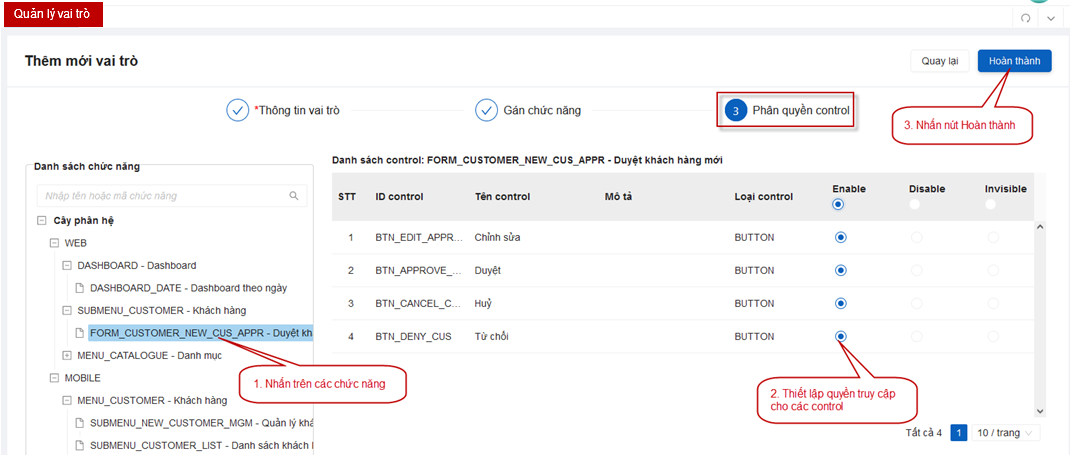 Quản lý vai trò
Thêm mới vai trò
Quay lại
Hoàn thành
*Thông tin vai trò
Gán chức năng
3 Phân quyền control
3. Nhấn nút Hoàn thành
Danh sách chức năng
Nhập tên hoặc mã chức năng
Cây phân hệ
WEB
DASHBOARD - Dashboard
DASHBOARD_DATE - Dashboard theo ngày
SUBMENU_CUSTOMER - Khách hàng
FORM_CUSTOMER_NEW_CUS_APPR - Duyệt kh
MENU_CATALOGUE - Danh mục
MOBILE
MENU_CUSTOMER - Khách hàng
SUBMENU_NEW_CUSTOMER_MGM - Quản lý khá
SUBMENU_CUSTOMER_LIST - Danh sách khách
1. Nhấn trên các chức năng
Danh sách control: FORM_CUSTOMER_NEW_CUS_APPR - Duyệt khách hàng mới
STT ID control Tên control Mô tả Loại control Enable Disable Invisible
1 BTN_EDIT_APPR... Chỉnh sửa BUTTON
2 BTN_APPROVE_... Duyệt BUTTON
3 BTN_CANCEL_C... Huỷ BUTTON
4 BTN_DENY_CUS Từ chối BUTTON
2. Thiết lập quyền truy cập
cho các control
Tất cả 4 1 10 / trang